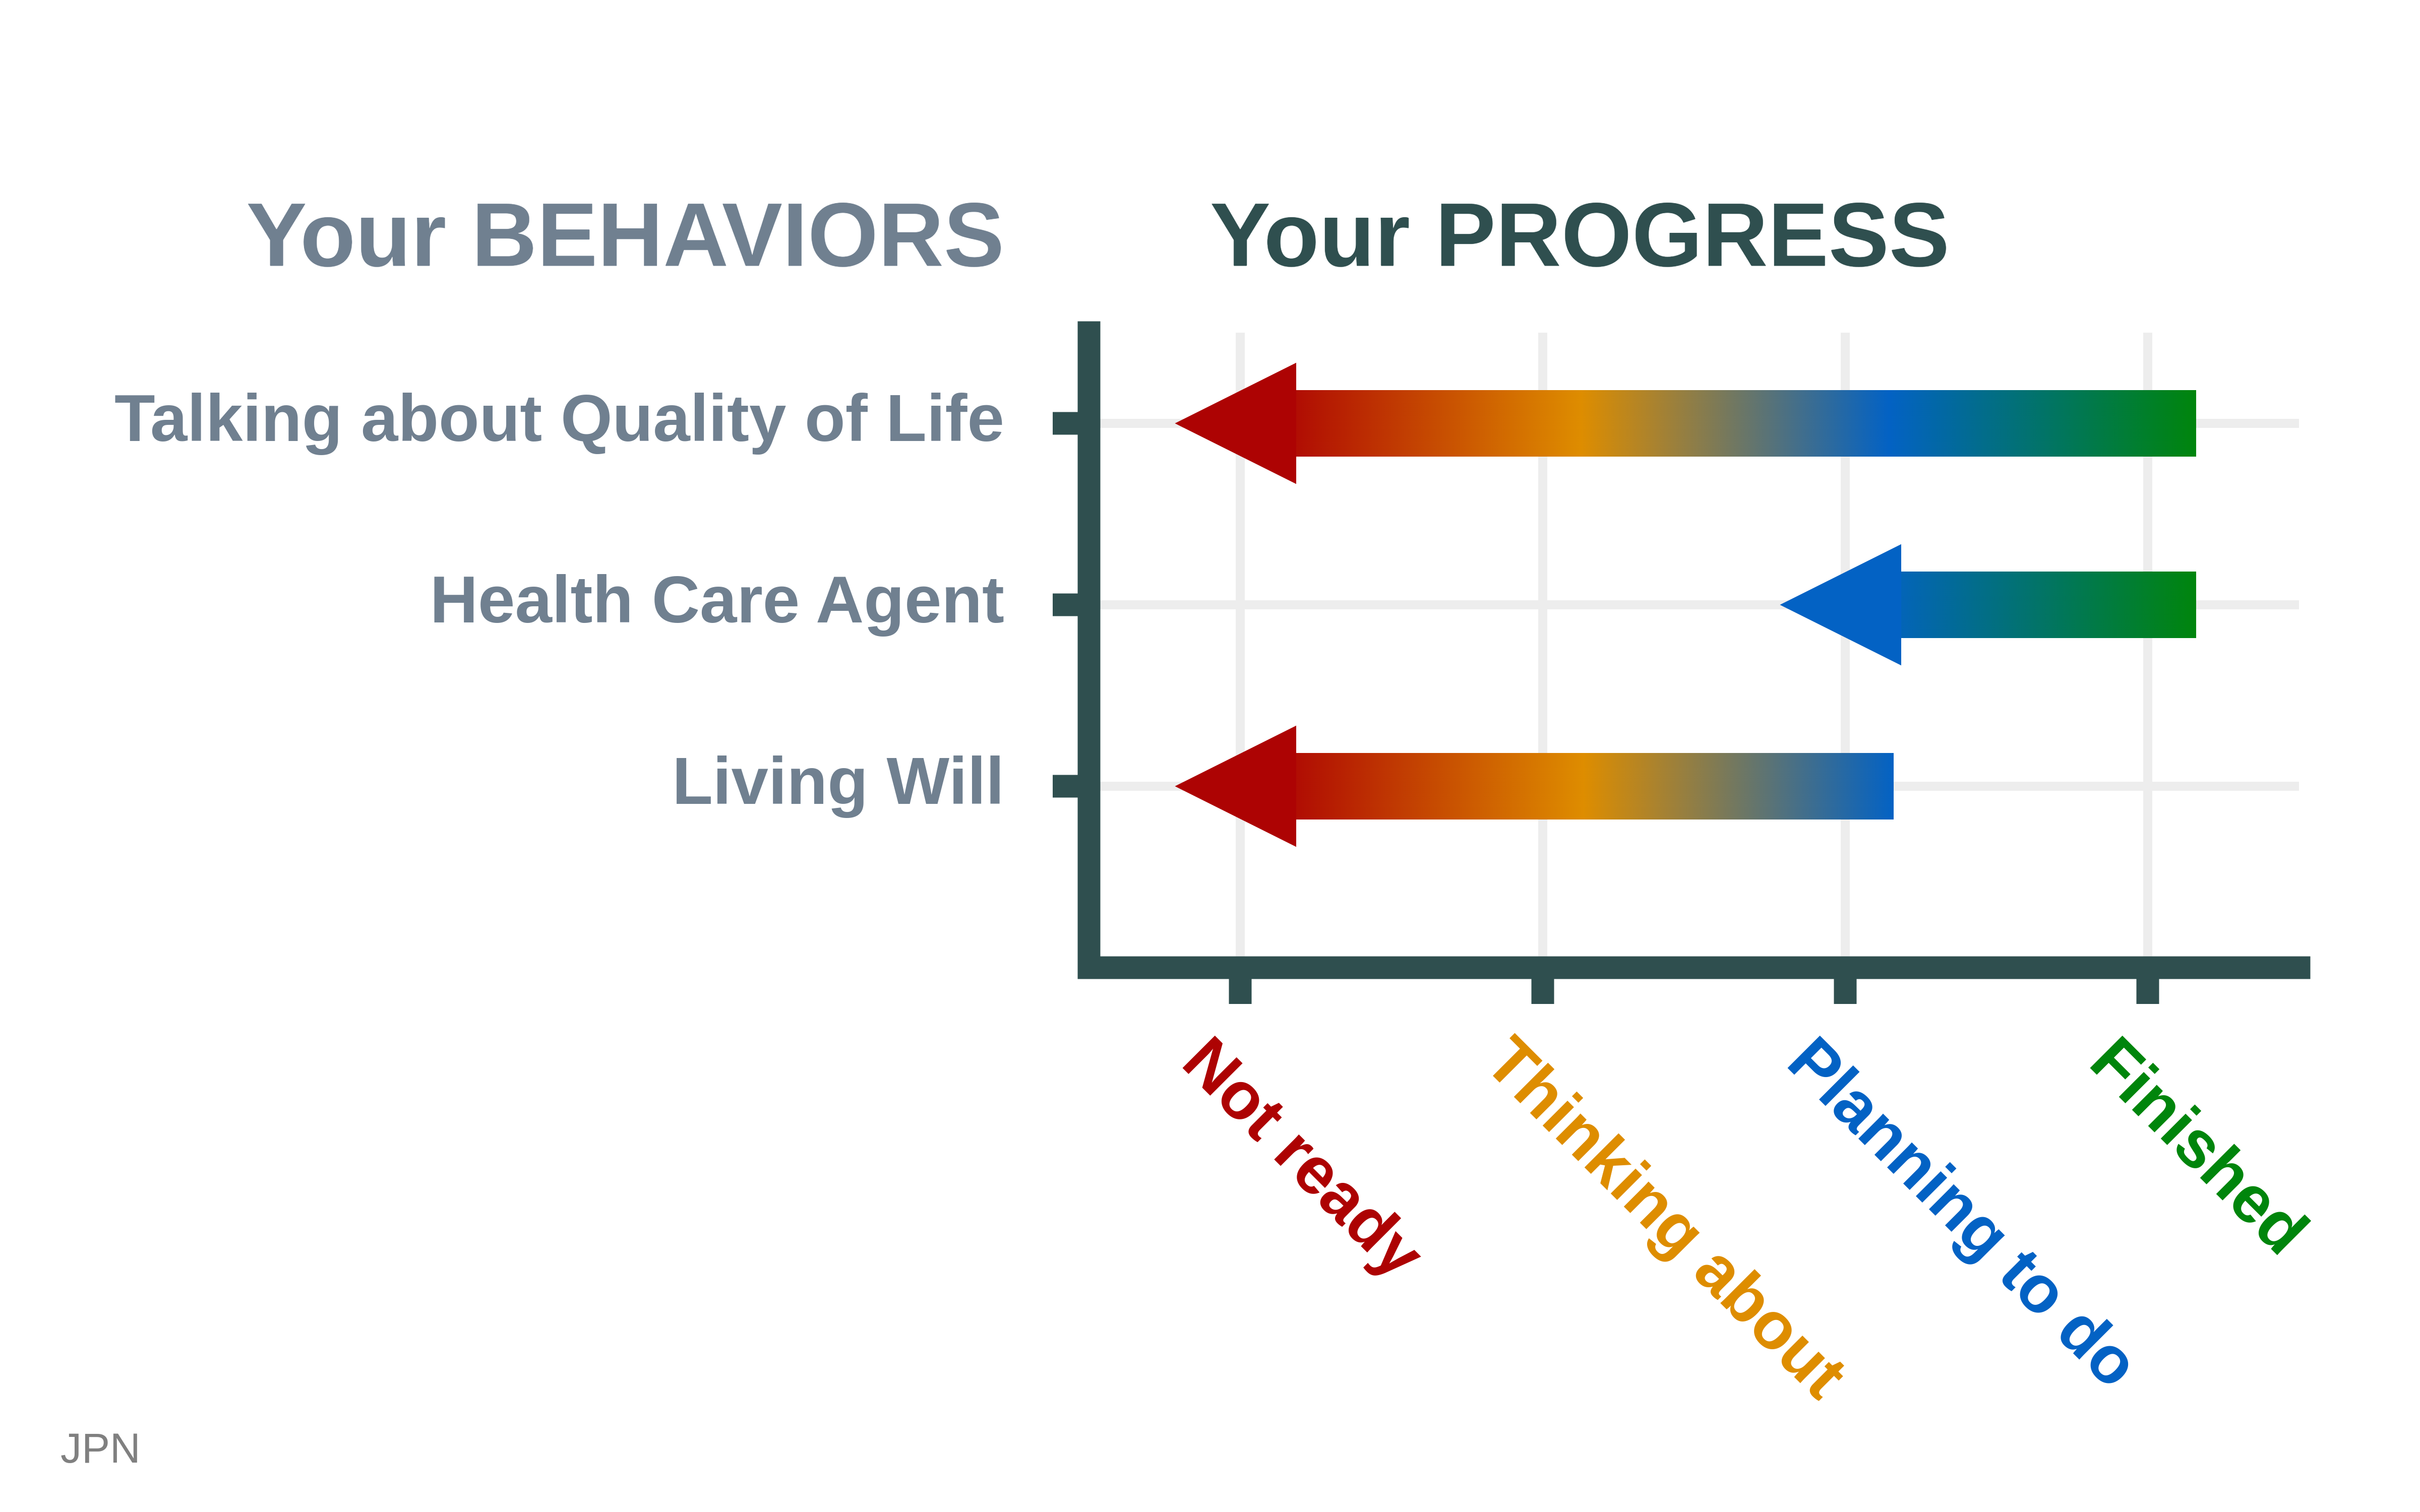 Your BEHAVIORS
Your PROGRESS
Talking about Quality of Life
Health Care Agent
Living Will
Not ready
Thinking about
Planning to do
Finished
JPN